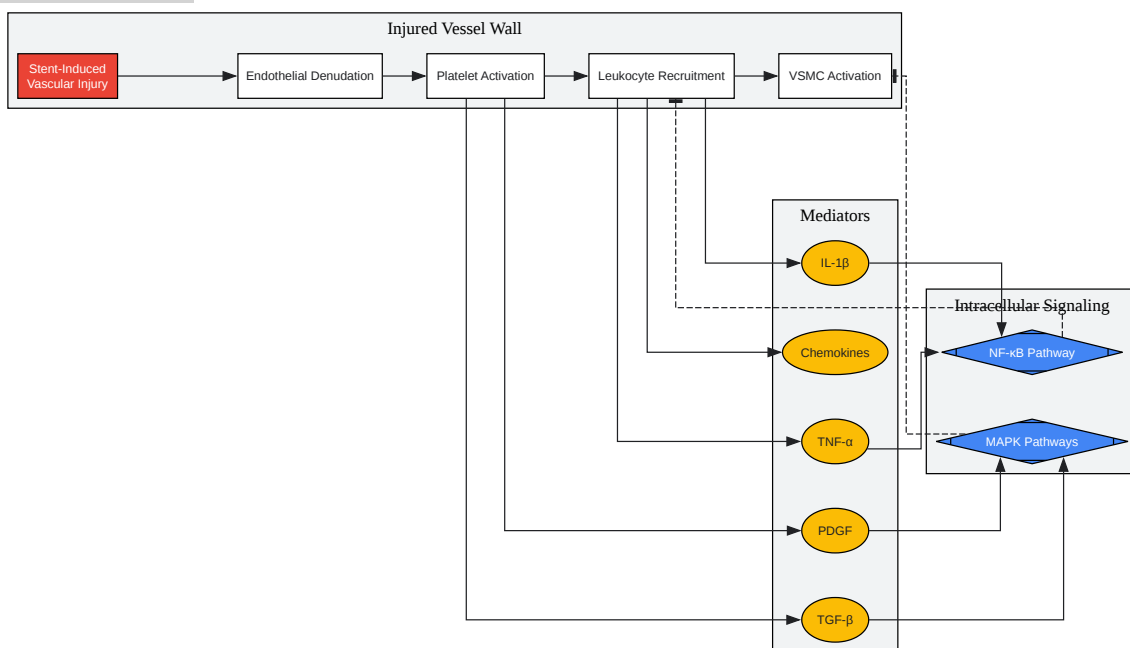 Injured Vessel Wall
Stent-Induced
Vascular Injury
Endothelial Denudation
Platelet Activation
Leukocyte Recruitment
VSMC Activation
Mediators
IL-1β
Intracellular Signaling
Chemokines
NF-κB Pathway
TNF-α
MAPK Pathways
PDGF
TGF-β